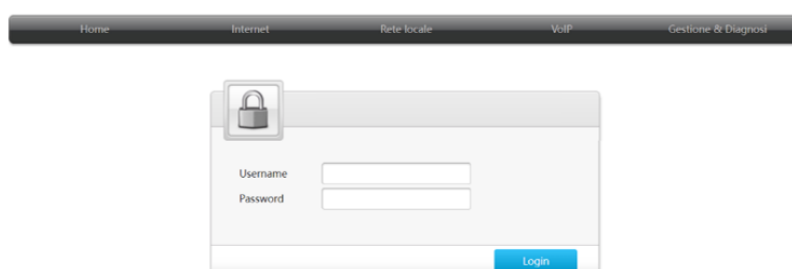 Home Internet Rete locale VoIP Gestione & Diagnosi
Username
Password
Login